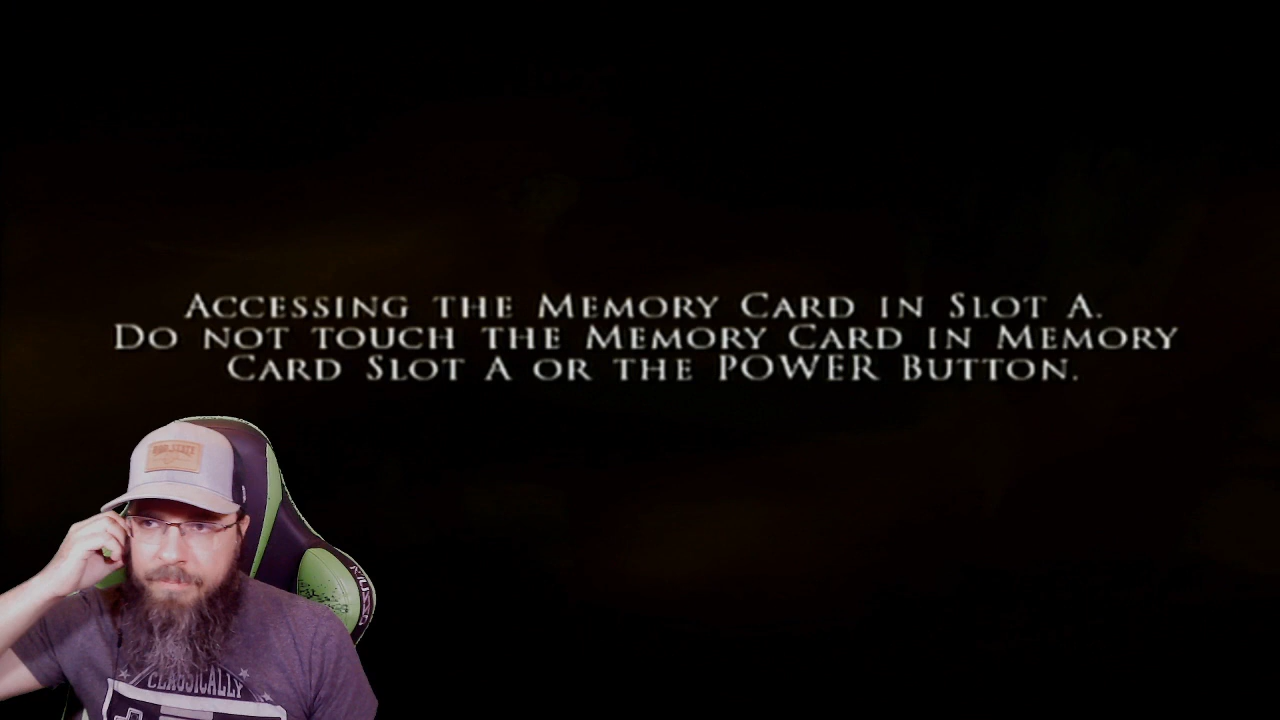 Accessing the Memory Card in Slot A.
Do not touch the Memory Card in Memory
Card Slot A or the POWER Button.
CLASSICALLY